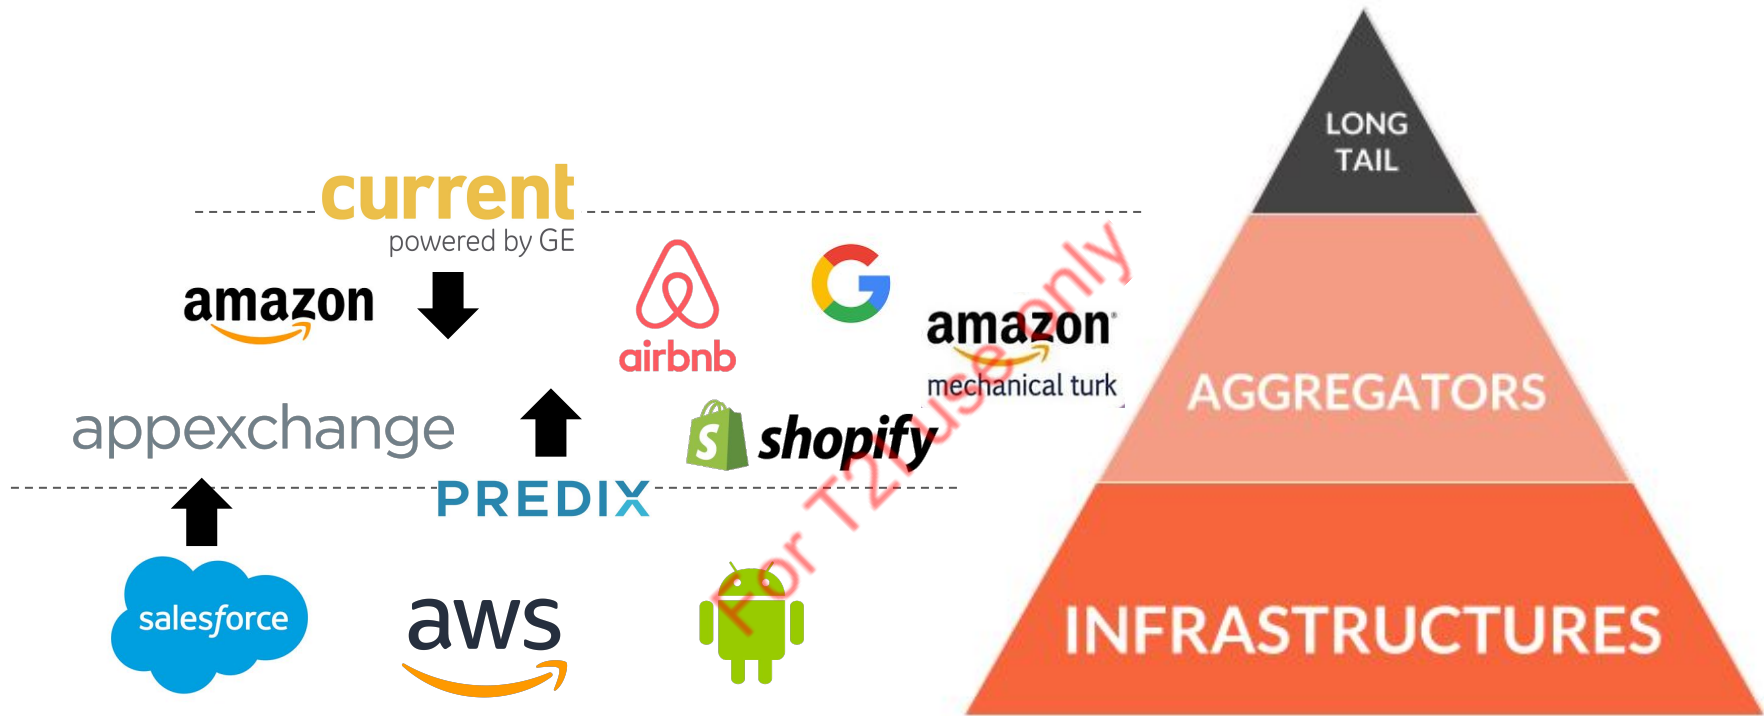 LONG
TAIL
current
powered by GE
amazon
airbnb
G
amazon
mechanical turk
AGGREGATORS
appexchange
S shopify
PREDIX
salesforce
aws
INFRASTRUCTURES
For T2i use only